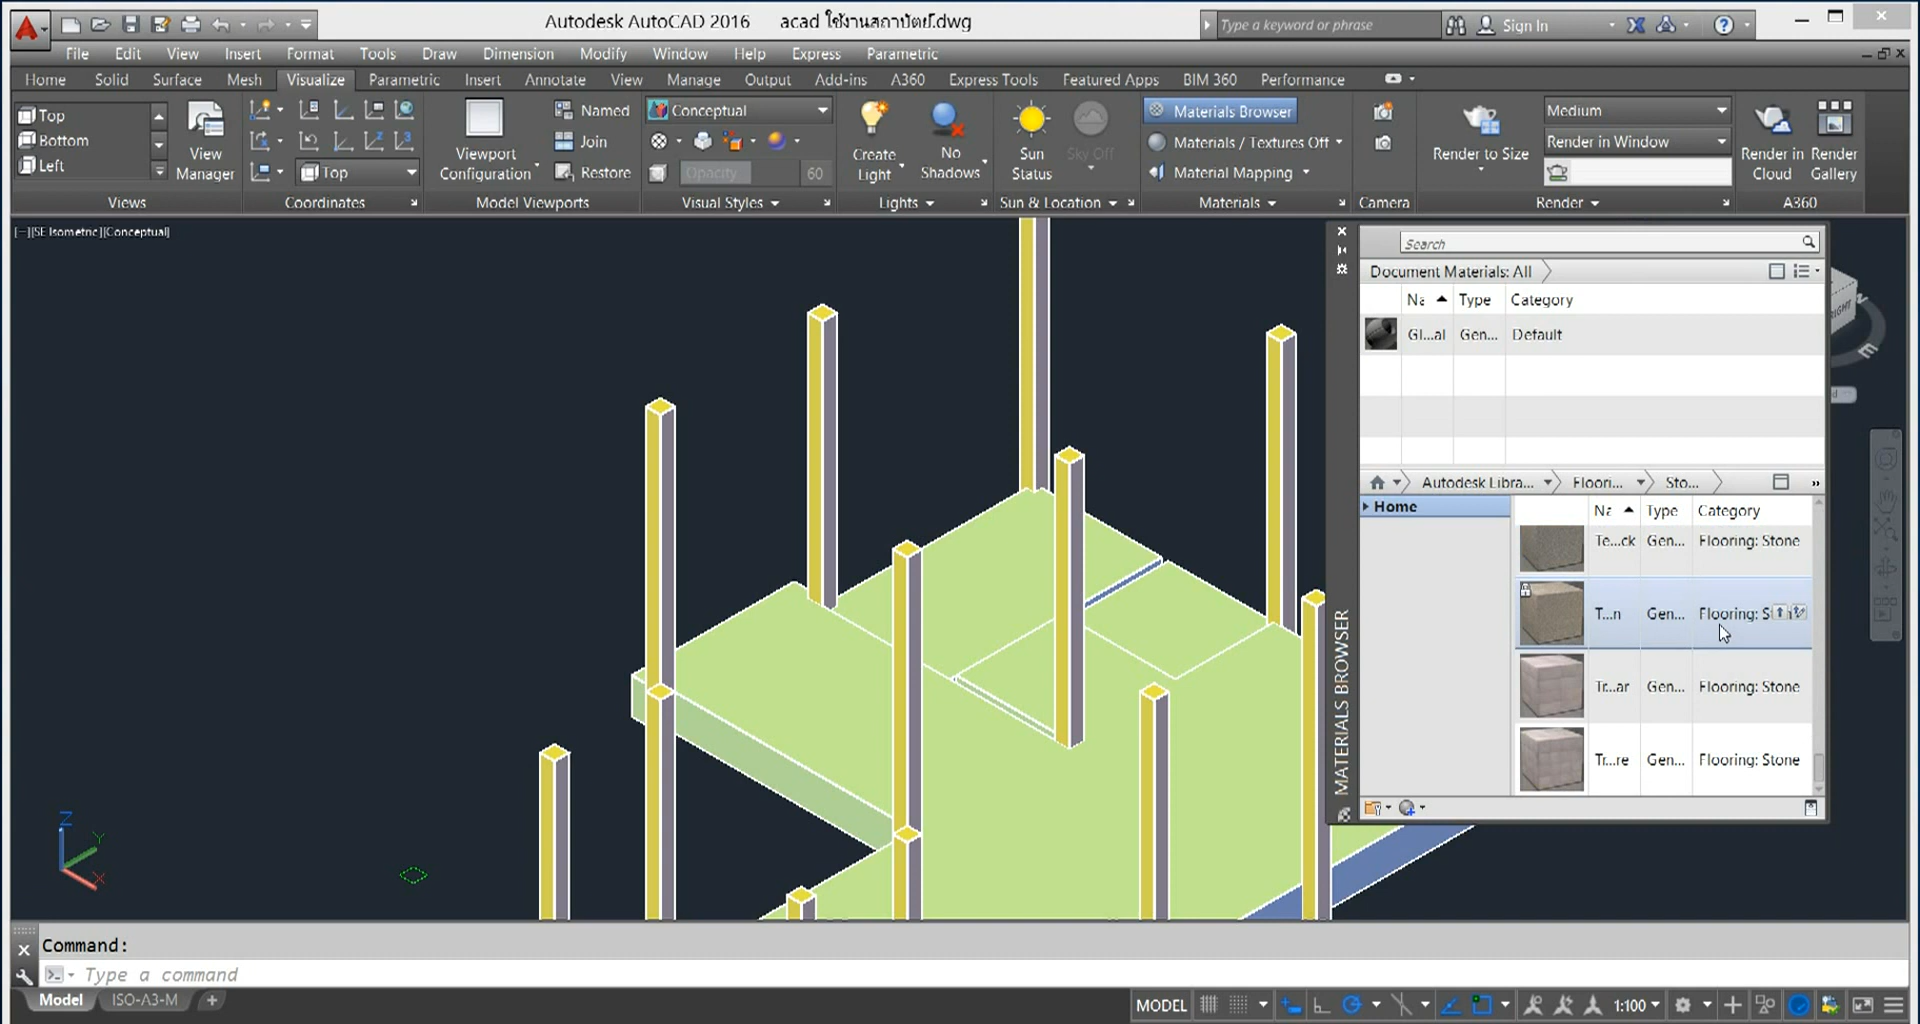 Autodesk AutoCAD 2016 acad ใช้งานสถาปัตย์.dwg
Type a keyword or phrase
Sign In
File Edit View Insert Format Tools Draw Dimension Modify Window Help Express Parametric
Home Solid Surface Mesh Visualize Parametric Insert Annotate View Manage Output Add-ins A360 Express Tools Featured Apps BIM 360 Performance
Top
Bottom
Left
View Manager
Views
Top
Coordinates
Viewport Configuration
Named
Join
Restore
Model Viewports
Conceptual
Opacity 60
Visual Styles
Create Light
No Shadows
Lights
Sun Status
Sky Off
Sun & Location
Materials Browser
Materials / Textures Off
Material Mapping
Materials
Camera
Render to Size
Medium
Render in Window
Render
Render in Cloud
Render Gallery
A360
[−][SE Isometric][Conceptual]
Search
Document Materials: All
Na Type Category
Gl...al Gen... Default
Autodesk Libra... Floori... Sto...
Home
Na Type Category
Te...ck Gen... Flooring: Stone
T...n Gen... Flooring: S
Tr...ar Gen... Flooring: Stone
Tr...re Gen... Flooring: Stone
MATERIALS BROWSER
RIGHT
E
Z
Y
X
Command:
Type a command
Model ISO-A3-M +
MODEL 1:100